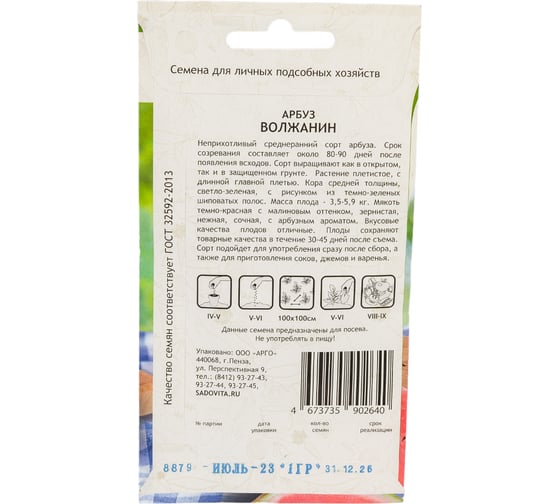 Семена для личных подсобных хозяйств
АРБУЗ
ВОЛЖАНИН
Неприхотливый среднеранний сорт арбуза. Срок
созревания составляет около 80-90 дней после
появления всходов. Сорт выращивают как в открытом,
так и в защищенном грунте. Растение плетистое, с
длинной главной плетью. Кора средней толщины,
светло-зеленая, с рисунком из темно-зеленых
шиповатых полос. Масса плода - 3,5-5,9 кг. Мякоть
темно-красная с малиновым оттенком, зернистая,
нежная, сочная, с арбузным ароматом. Вкусовые
качества плодов отличные. Плоды сохраняют
товарные качества в течение 30-45 дней после съема.
Сорт подойдет для употребления сразу после сбора, а
также для приготовления соков, джемов и варенья.
IV-V
V-VI
100x100см
V-VI
VIII-IX
Данные семена предназначены для посева.
Не употреблять в пищу!
Упаковано: ООО «АРГО»
440068, г.Пенза,
ул. Перспективная 9,
тел.: (8412) 93-27-43,
93-27-44, 93-27-45,
SADOVITA.RU
4 673735 902640
№ партии
дата
упаковки
кол-во
семян
срок
реализации
8879 - ИЮЛЬ-23 "1ГР" 31.12.26
Качество семян соответствует ГОСТ 32592-2013